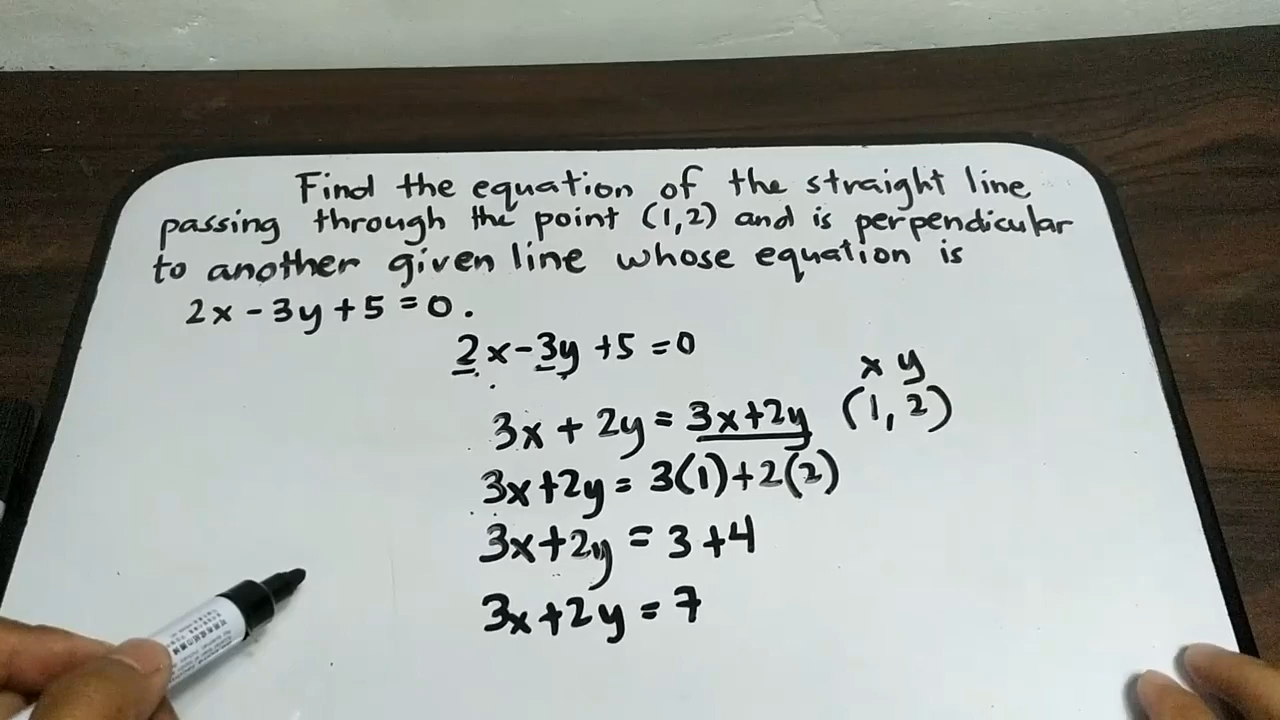 Find the equation of the straight line
passing through the point (1,2) and is perpendicular
to another given line whose equation is
2x - 3y + 5 = 0.
2x - 3y + 5 = 0
x y
3x + 2y = 3x + 2y (1, 2)
3x + 2y = 3(1) + 2(2)
3x + 2y = 3 + 4
3x + 2y = 7